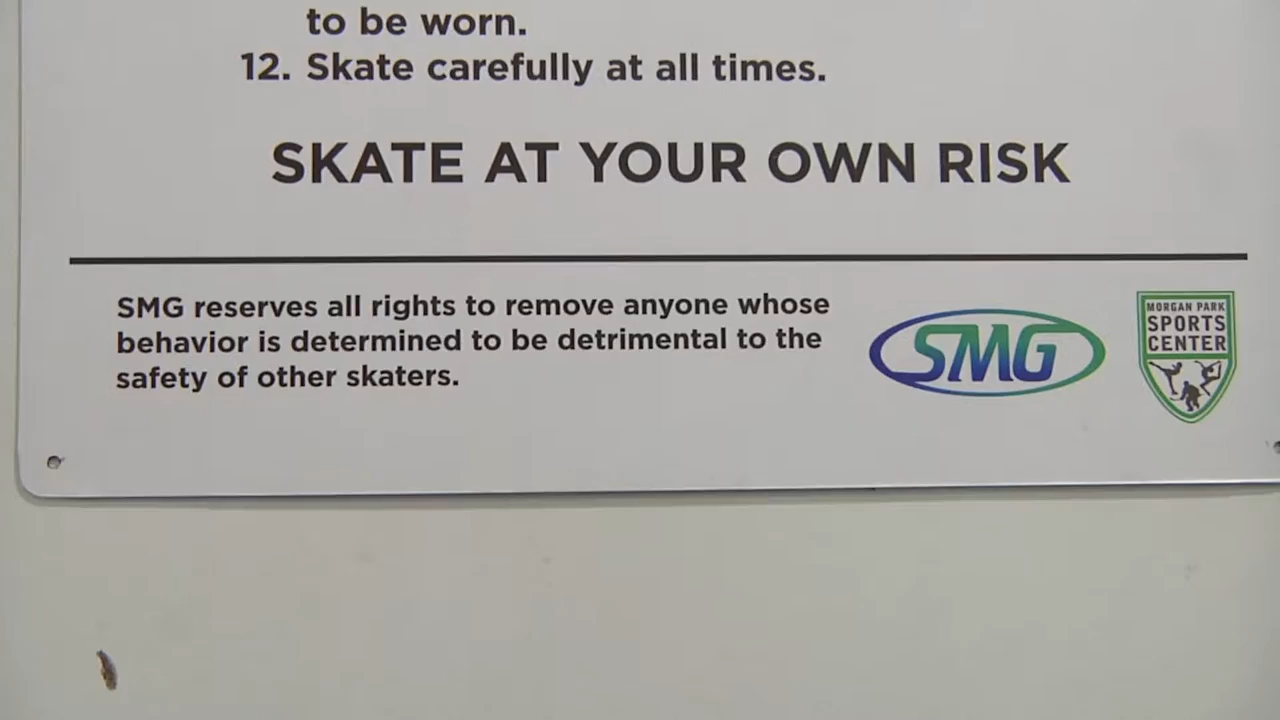 to be worn.
12. Skate carefully at all times.
SKATE AT YOUR OWN RISK
SMG reserves all rights to remove anyone whose
behavior is determined to be detrimental to the
safety of other skaters.
SMG
MORGAN PARK
SPORTS
CENTER